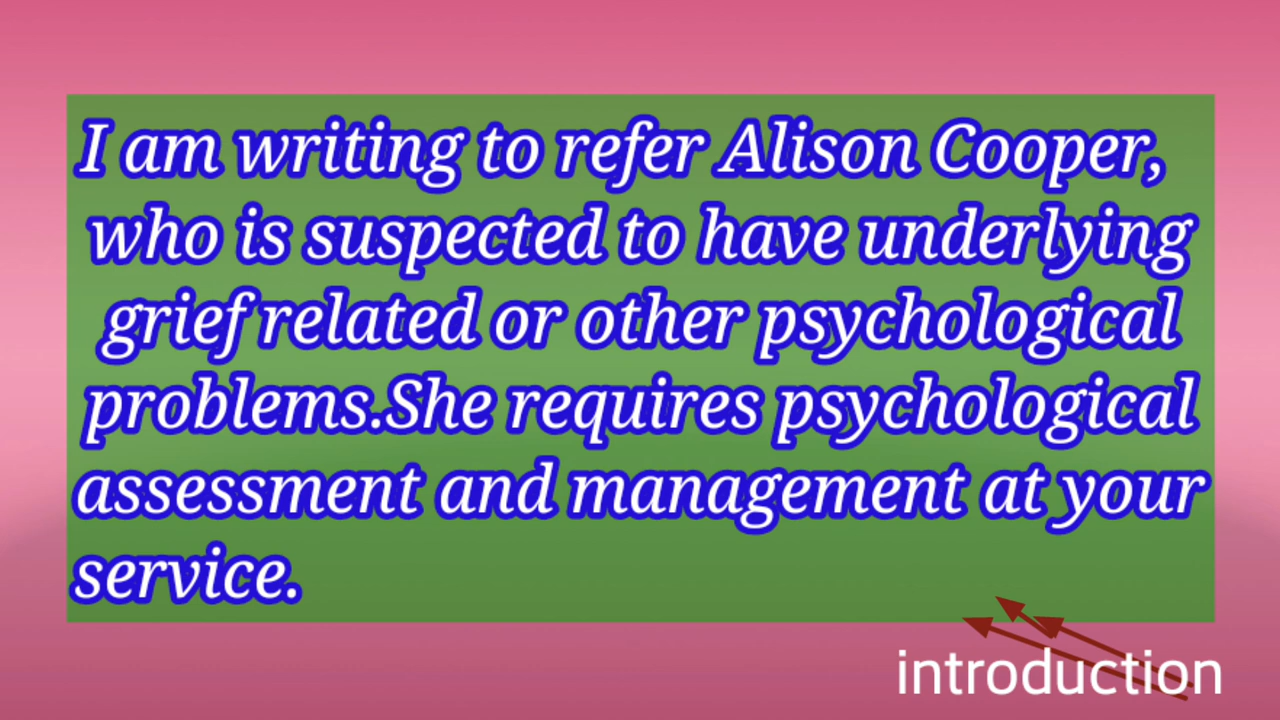 I am writing to refer Alison Cooper,
who is suspected to have underlying
grief related or other psychological
problems.She requires psychological
assessment and management at your
service.
introduction